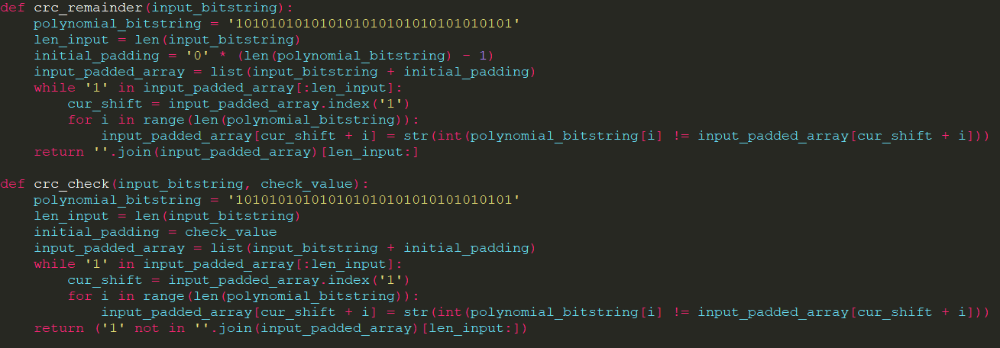 def crc_remainder(input_bitstring):
    polynomial_bitstring = '101010101010101010101010101010101'
    len_input = len(input_bitstring)
    initial_padding = '0' * (len(polynomial_bitstring) - 1)
    input_padded_array = list(input_bitstring + initial_padding)
    while '1' in input_padded_array[:len_input]:
        cur_shift = input_padded_array.index('1')
        for i in range(len(polynomial_bitstring)):
            input_padded_array[cur_shift + i] = str(int(polynomial_bitstring[i] != input_padded_array[cur_shift + i]))
    return ''.join(input_padded_array)[len_input:]

def crc_check(input_bitstring, check_value):
    polynomial_bitstring = '101010101010101010101010101010101'
    len_input = len(input_bitstring)
    initial_padding = check_value
    input_padded_array = list(input_bitstring + initial_padding)
    while '1' in input_padded_array[:len_input]:
        cur_shift = input_padded_array.index('1')
        for i in range(len(polynomial_bitstring)):
            input_padded_array[cur_shift + i] = str(int(polynomial_bitstring[i] != input_padded_array[cur_shift + i]))
    return ('1' not in ''.join(input_padded_array)[len_input:])